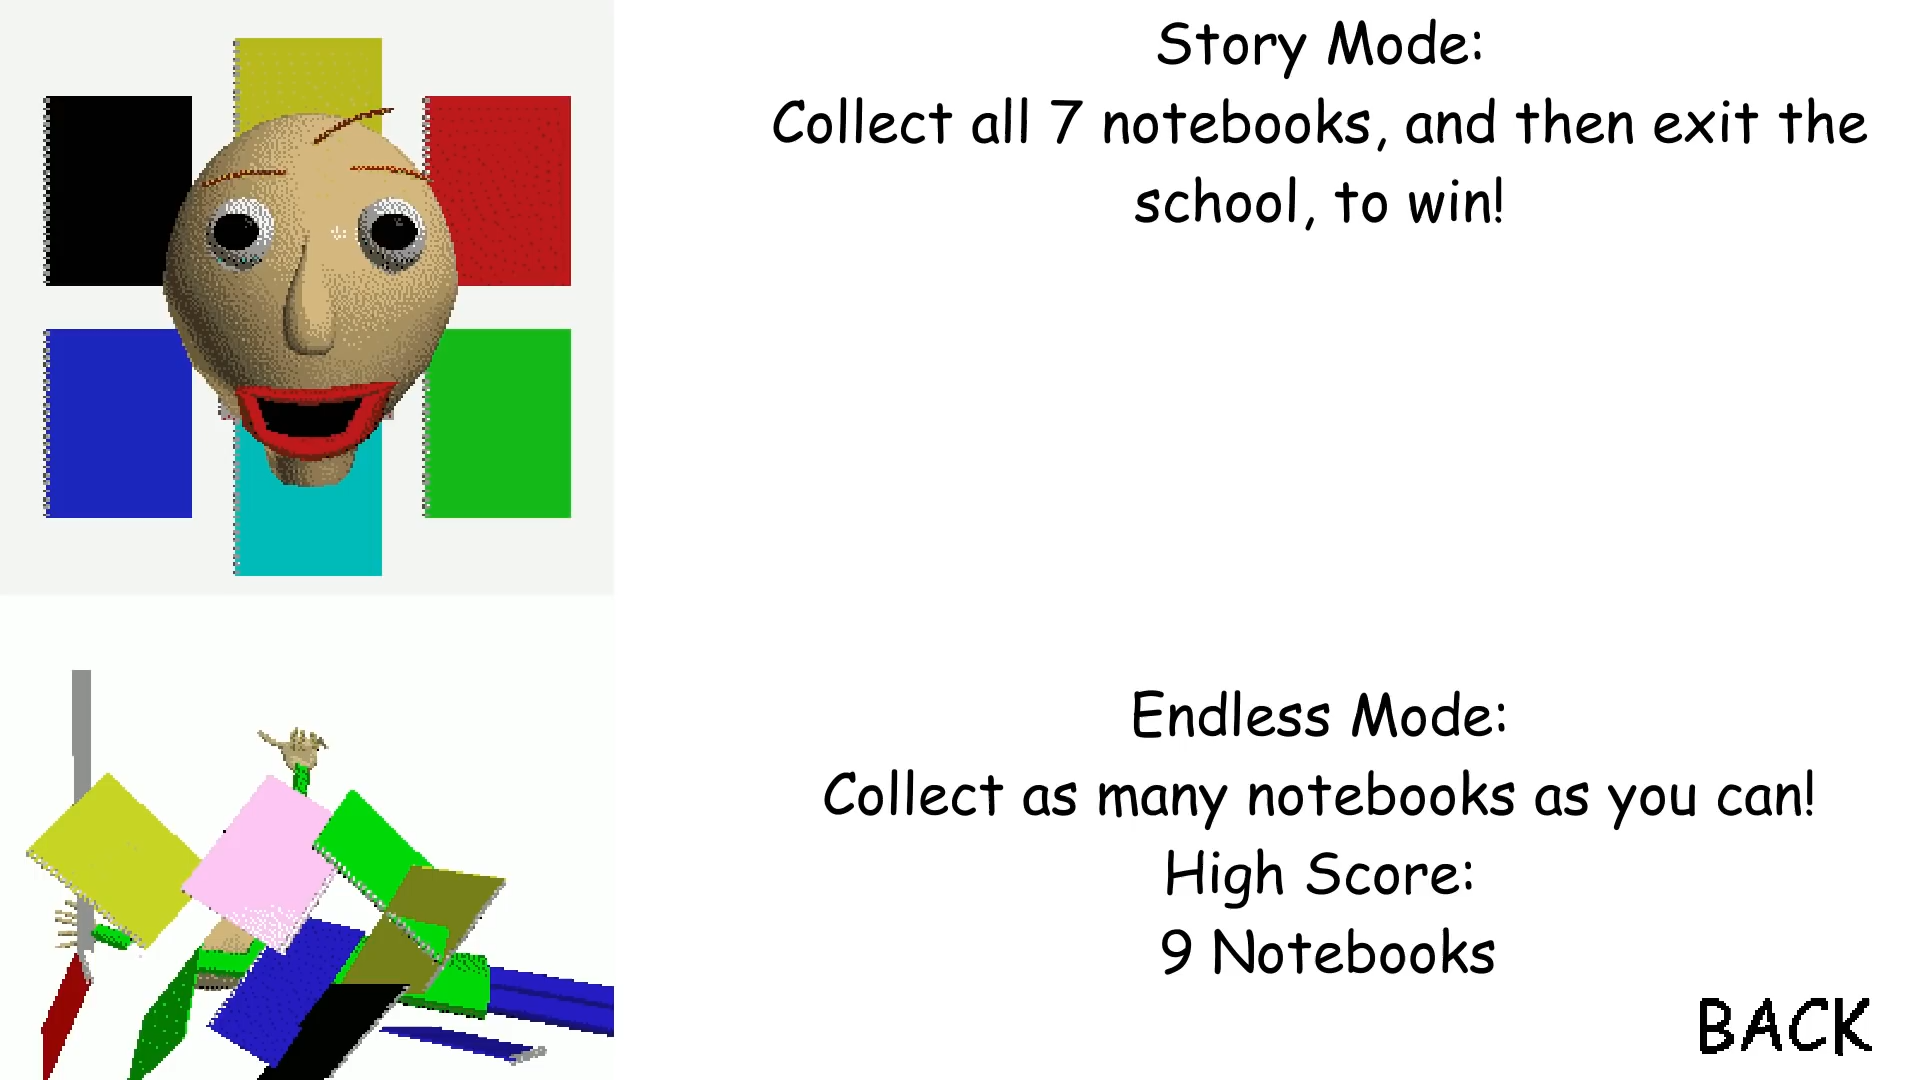 Story Mode:
Collect all 7 notebooks, and then exit the
school, to win!
Endless Mode:
Collect as many notebooks as you can!
High Score:
9 Notebooks
BACK